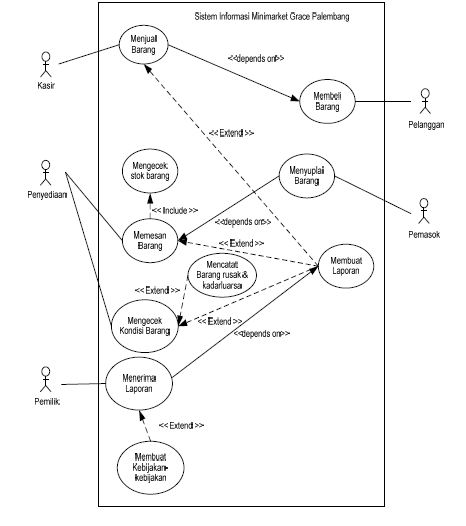 Sistem Informasi Minimarket Grace Palembang
Menjuall
Barang
<<depends on>>
Kasir
Membeli
Barang
Pelanggan
<<Extend>>
Mengecek
stok barang
Menyuplai
Barang
Penyediaan
<<Include>>
<<depends on>>
Pemasok
Memesan
Barang
<<Extend>>
Membuat
Laporan
Mencatat
Barang rusak &
kadarluarsa
<<Extend>>
Mengecek
Kondisi Barang
<<Extend>>
<<depends on>>
Menerima
Laporan
Pemilik
<<Extend>>
Membuat
Kebijakan-
kebijakan